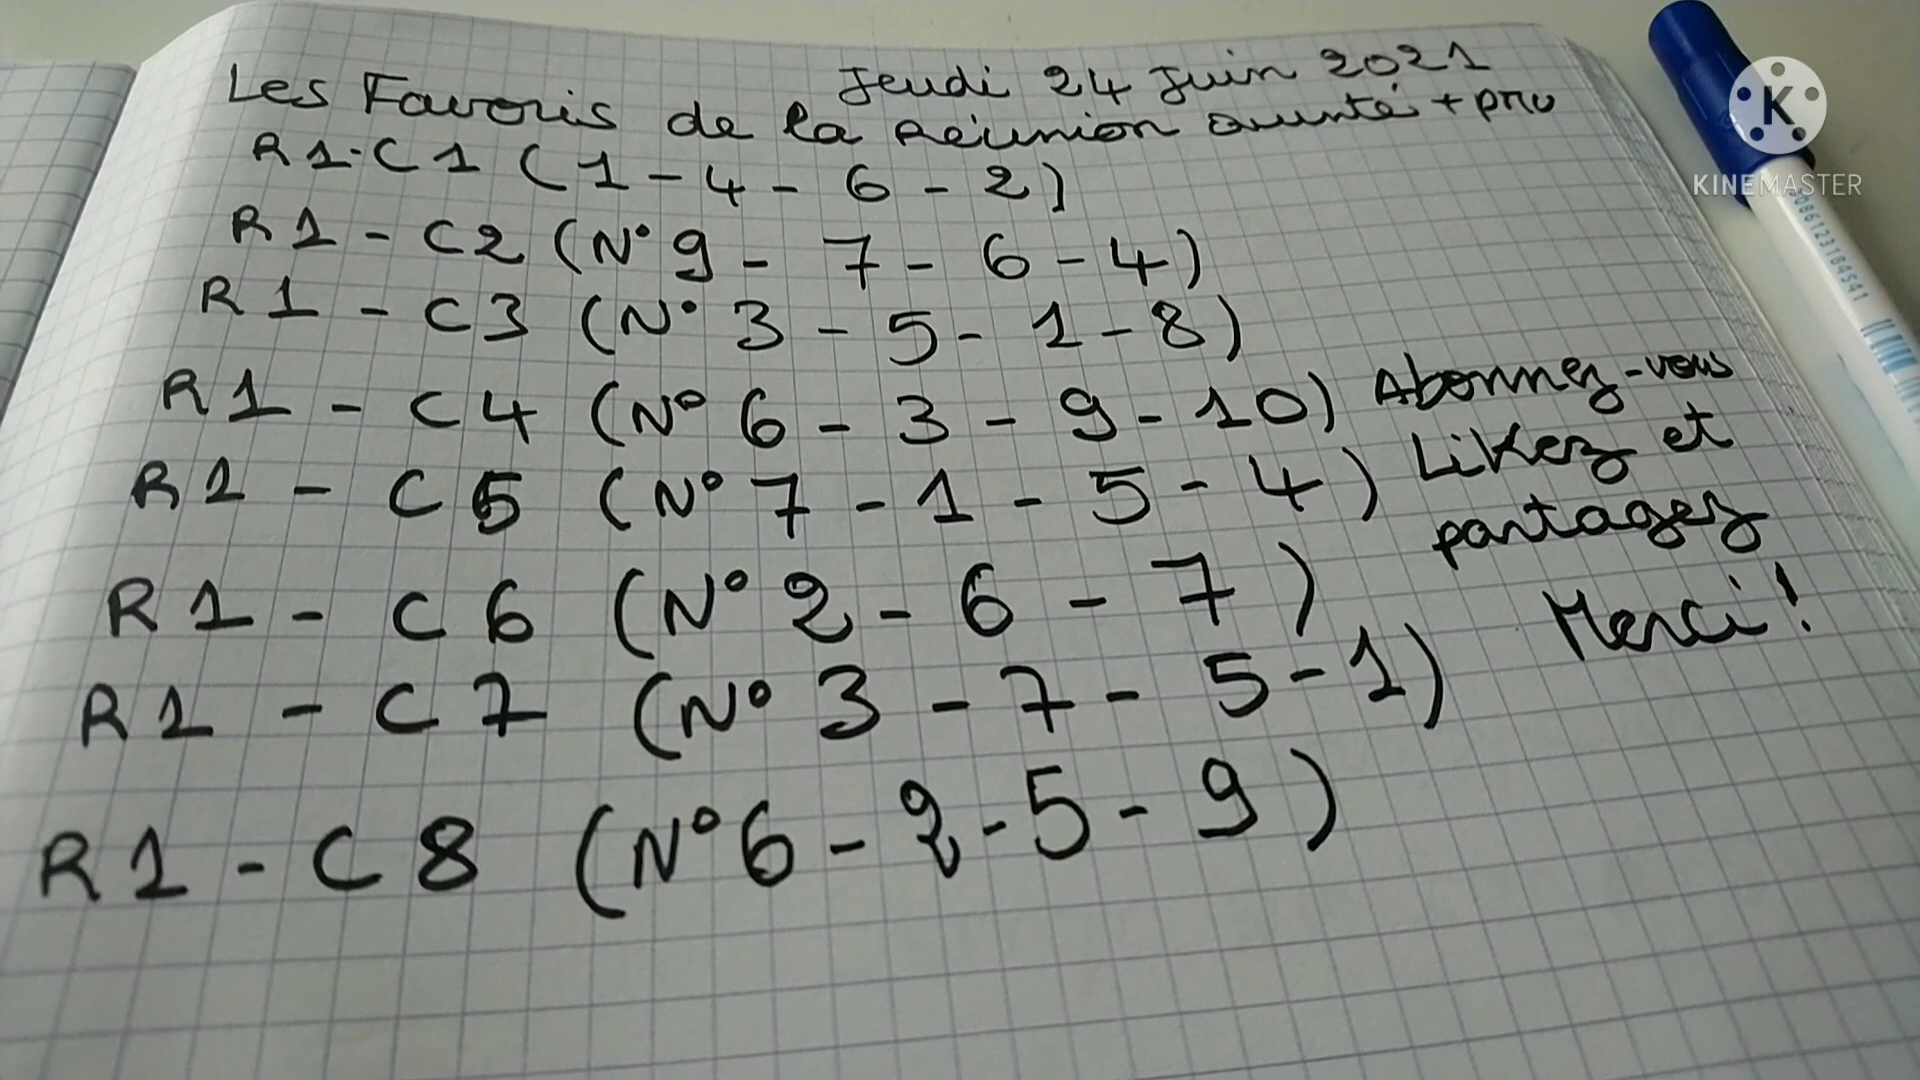 Jeudi 24 Juin 2021
Les Favoris de la Réunion quinté + pmu
R1-C1 (1-4-6-2)
R1-C2 (N° 9-7-6-4)
R1-C3 (N° 3-5-1-8)
R1-C4 (N° 6-3-9-10)
R1-C5 (N° 7-1-5-4)
R1-C6 (N° 2-6-7)
R1-C7 (N° 3-7-5-1)
R1-C8 (N° 6-2-5-9)
Abonnez-vous
Likez et
partagez
Merci !
K
KINEMASTER